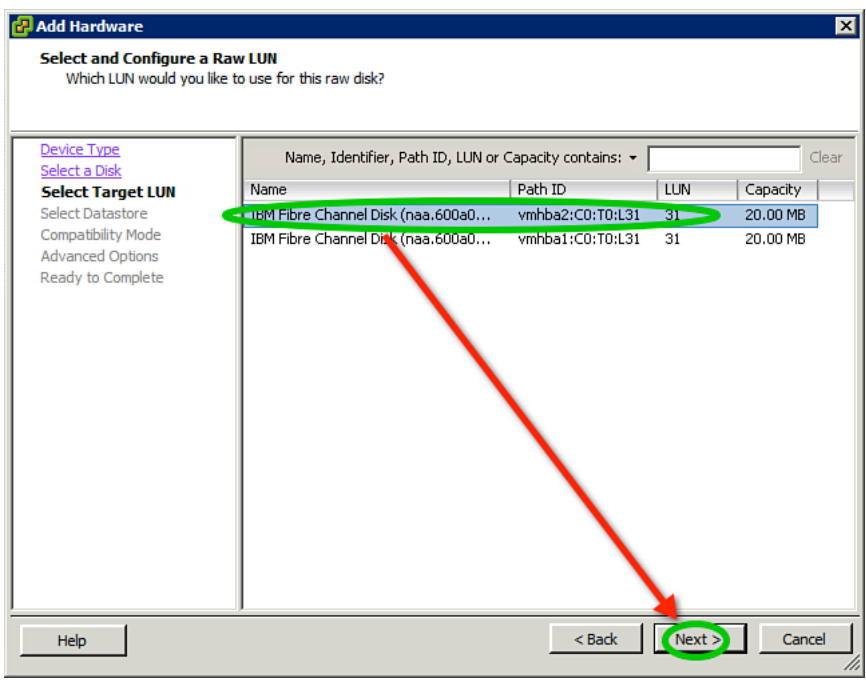 Add Hardware
Select and Configure a Raw LUN
Which LUN would you like to use for this raw disk?
Device Type
Select a Disk
Select Target LUN
Select Datastore
Compatibility Mode
Advanced Options
Ready to Complete
Name, Identifier, Path ID, LUN or Capacity contains: Clear
Name Path ID LUN Capacity
IBM Fibre Channel Disk (naa.600a0... vmhba2:C0:T0:L31 31 20.00 MB
IBM Fibre Channel Disk (naa.600a0... vmhba1:C0:T0:L31 31 20.00 MB
Help < Back Next > Cancel